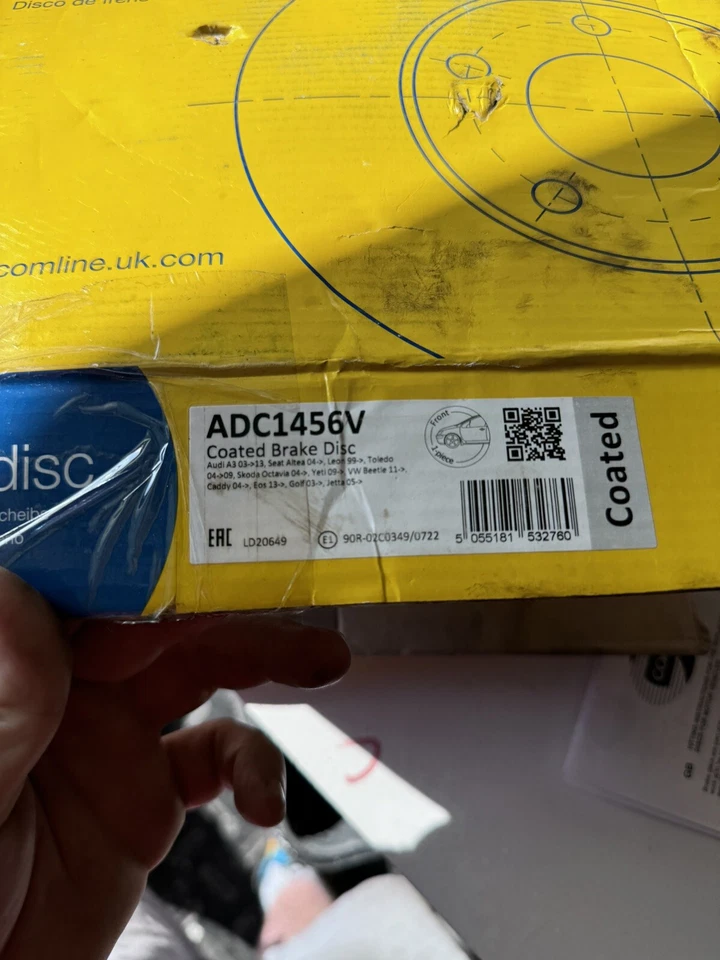 Disco de freno
comline.uk.com
disc
ADC1456V
Coated Brake Disc
Audi A3 03->13, Seat Altea 04->, Leon 99->, Toledo
04->09, Skoda Octavia 04->, Yeti 09->, VW Beetle 11->,
Caddy 04->, Eos 13->, Golf 03->, Jetta 05->
Front
1 piece
EAC
LD20649
E1 90R-02C0349/0722
5 055181 532760
Coated
GB